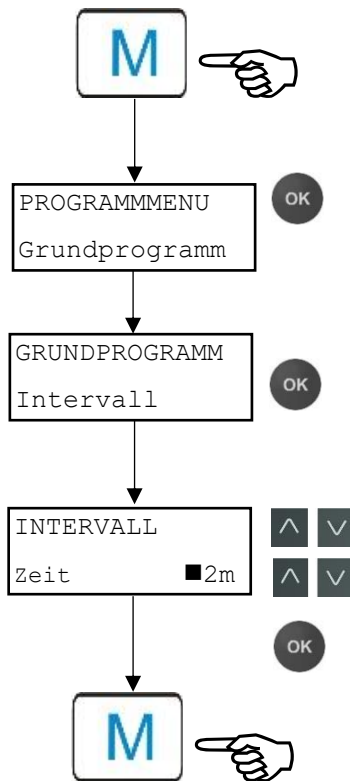 M
PROGRAMMMENU
OK
Grundprogramm
GRUNDPROGRAMM
OK
Intervall
INTERVALL
Zeit ■2m
OK
M